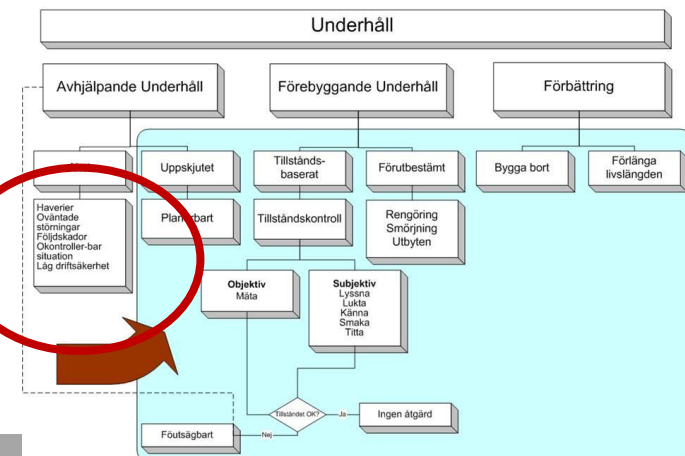 Underhåll
Avhjälpande Underhåll
Förebyggande Underhåll
Förbättring
Uppskjutet
Tillstånds-
baserat
Förutbestämt
Bygga bort
Förlänga
livslängden
Haverier
Oväntade
störningar
Följdskador
Okontroller-bar
situation
Låg driftsäkerhet
Tillståndskontroll
Rengöring
Smörjning
Utbyten
Objektiv
Mäta
Subjektiv
Lyssna
Lukta
Känna
Smaka
Titta
Tillståndet OK?
Ja
Ingen åtgärd
Nej
Föutsägbart